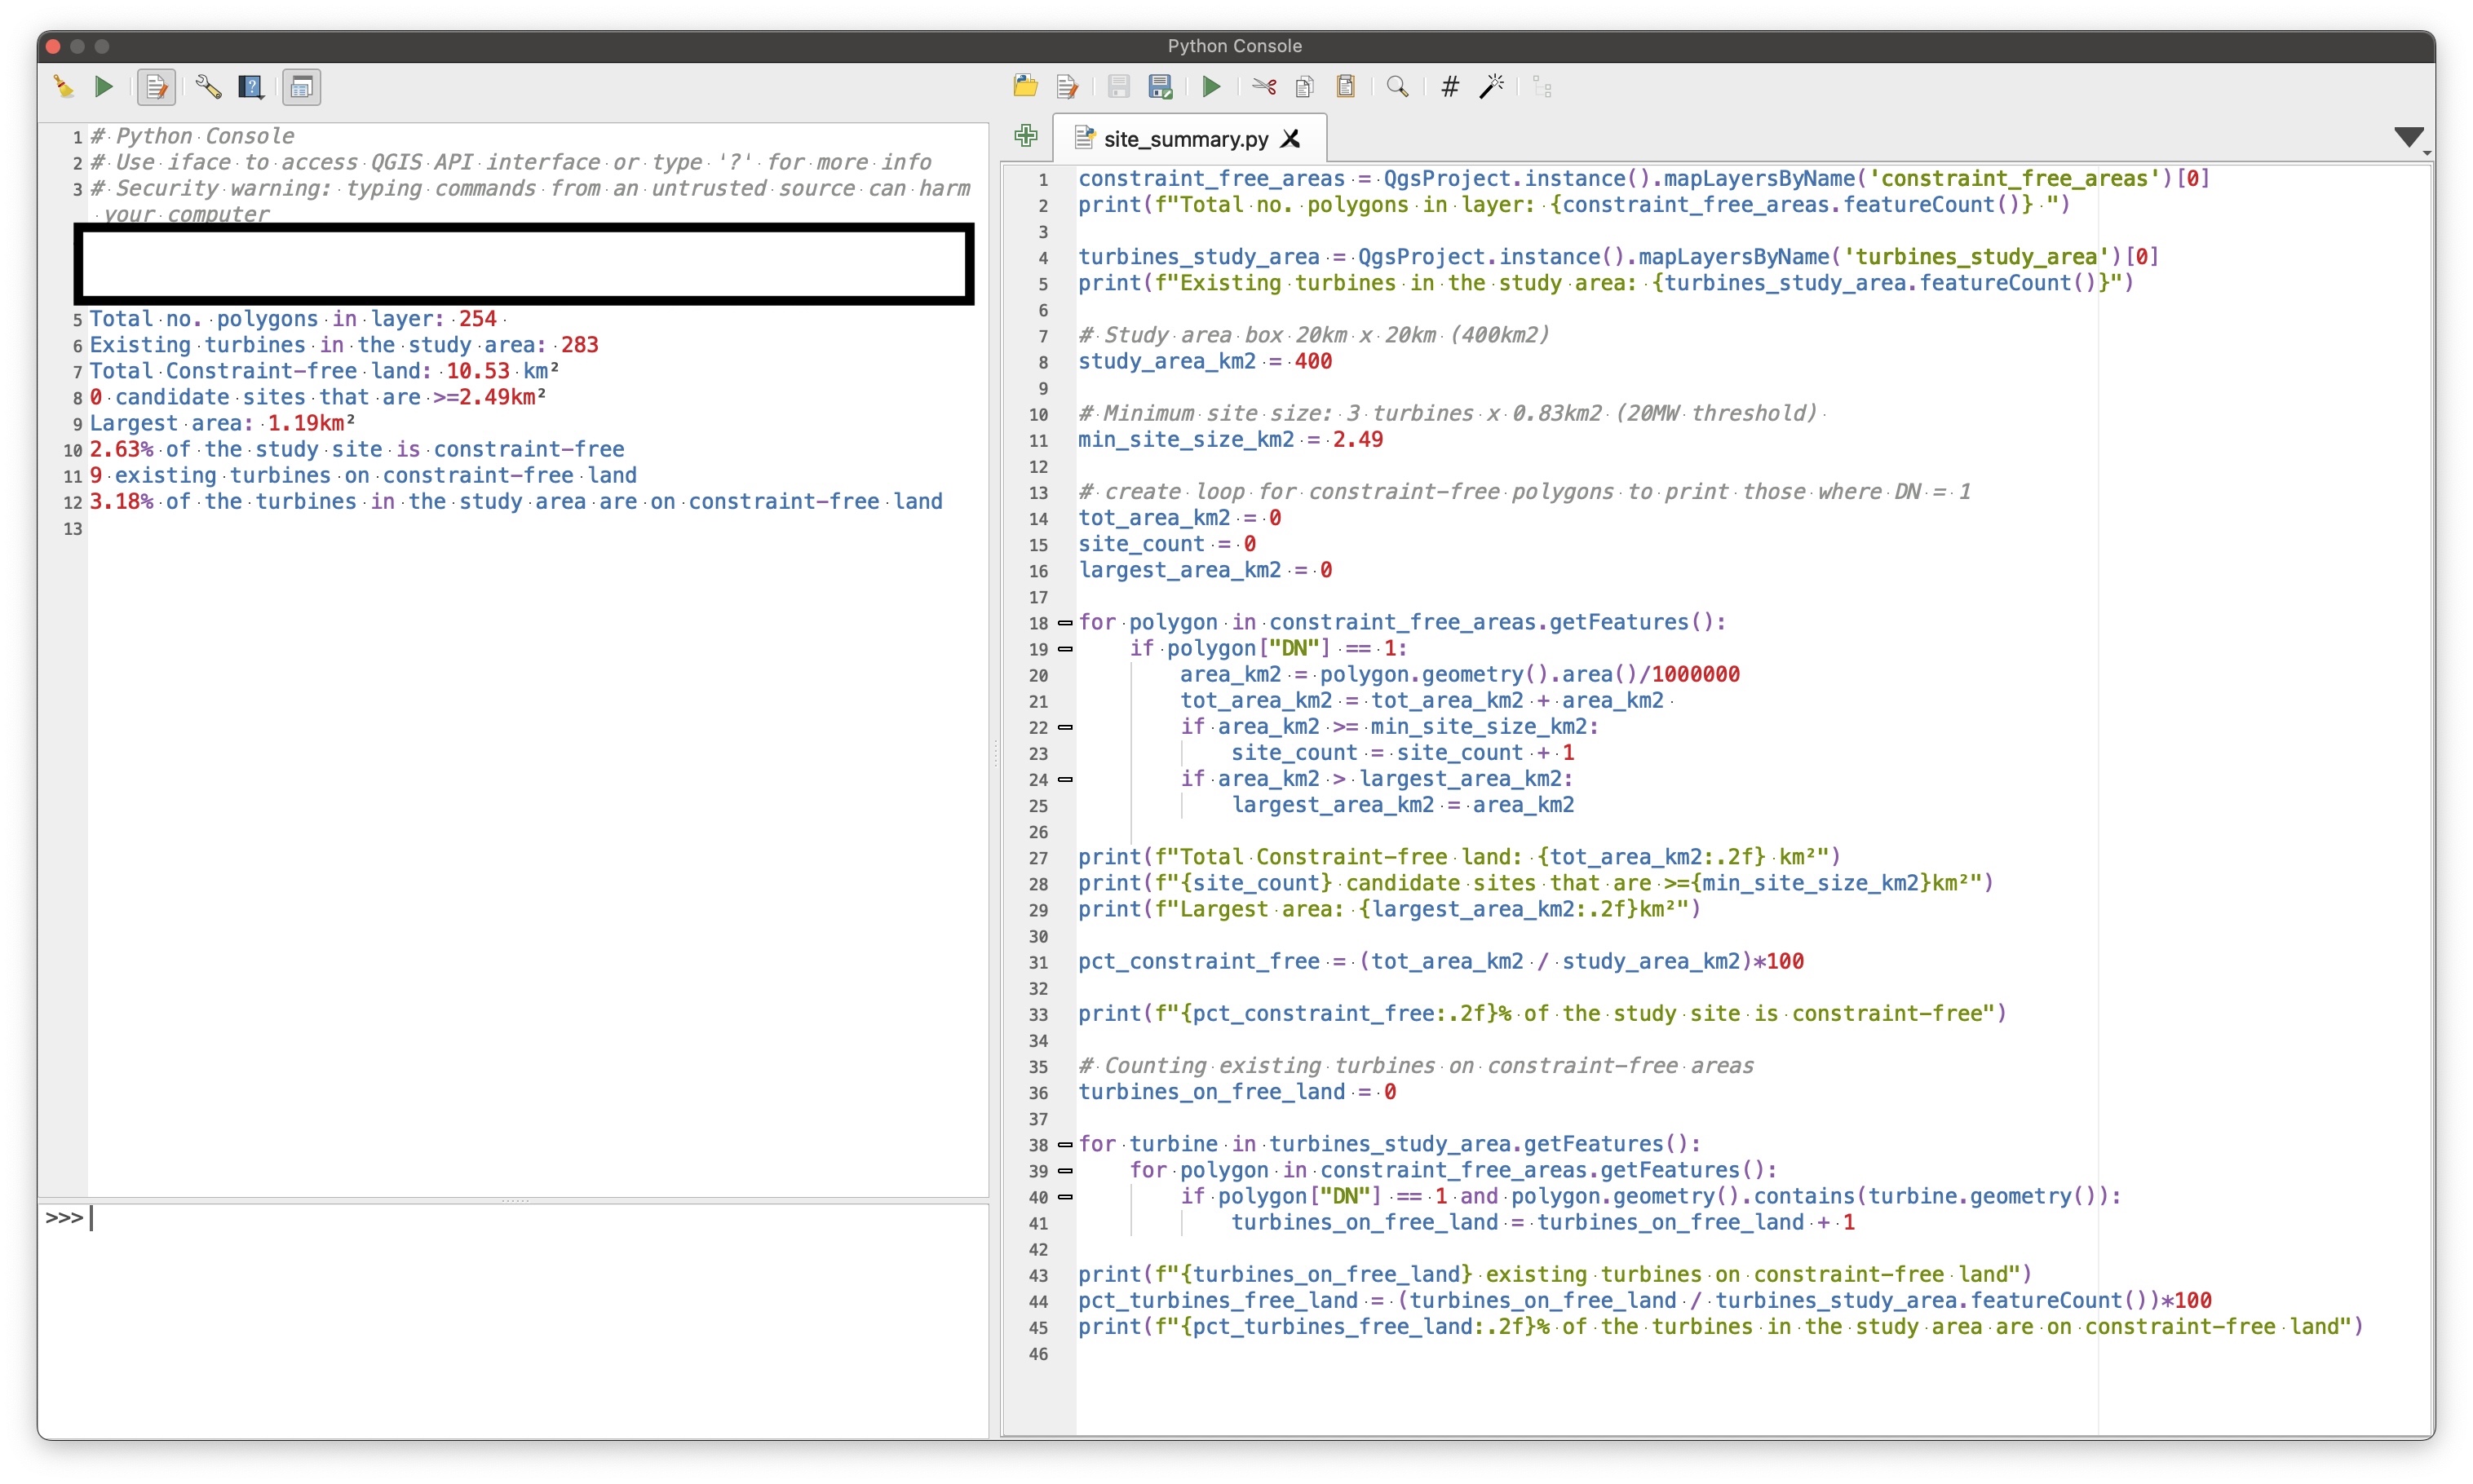 Python Console
1 # Python Console
2 # Use iface to access QGIS API interface or type '?' for more info
3 # Security warning: typing commands from an untrusted source can harm
your computer
5 Total no. polygons in layer: 254
6 Existing turbines in the study area: 283
7 Total Constraint-free land: 10.53 km²
8 0 candidate sites that are >=2.49km²
9 Largest area: 1.19km²
10 2.63% of the study site is constraint-free
11 9 existing turbines on constraint-free land
12 3.18% of the turbines in the study area are on constraint-free land
13
>>>
site_summary.py
1 constraint_free_areas = QgsProject.instance().mapLayersByName('constraint_free_areas')[0]
2 print(f"Total no. polygons in layer: {constraint_free_areas.featureCount()} ")
3
4 turbines_study_area = QgsProject.instance().mapLayersByName('turbines_study_area')[0]
5 print(f"Existing turbines in the study area: {turbines_study_area.featureCount()}")
6
7 # Study area box 20km x 20km (400km2)
8 study_area_km2 = 400
9
10 # Minimum site size: 3 turbines x 0.83km2 (20MW threshold)
11 min_site_size_km2 = 2.49
12
13 # create loop for constraint-free polygons to print those where DN = 1
14 tot_area_km2 = 0
15 site_count = 0
16 largest_area_km2 = 0
17
18 for polygon in constraint_free_areas.getFeatures():
19     if polygon["DN"] == 1:
20         area_km2 = polygon.geometry().area()/1000000
21         tot_area_km2 = tot_area_km2 + area_km2
22         if area_km2 >= min_site_size_km2:
23             site_count = site_count + 1
24         if area_km2 > largest_area_km2:
25             largest_area_km2 = area_km2
26
27 print(f"Total Constraint-free land: {tot_area_km2:.2f} km²")
28 print(f"{site_count} candidate sites that are >={min_site_size_km2}km²")
29 print(f"Largest area: {largest_area_km2:.2f}km²")
30
31 pct_constraint_free = (tot_area_km2 / study_area_km2)*100
32
33 print(f"{pct_constraint_free:.2f}% of the study site is constraint-free")
34
35 # Counting existing turbines on constraint-free areas
36 turbines_on_free_land = 0
37
38 for turbine in turbines_study_area.getFeatures():
39     for polygon in constraint_free_areas.getFeatures():
40         if polygon["DN"] == 1 and polygon.geometry().contains(turbine.geometry()):
41             turbines_on_free_land = turbines_on_free_land + 1
42
43 print(f"{turbines_on_free_land} existing turbines on constraint-free land")
44 pct_turbines_free_land = (turbines_on_free_land / turbines_study_area.featureCount())*100
45 print(f"{pct_turbines_free_land:.2f}% of the turbines in the study area are on constraint-free land")
46